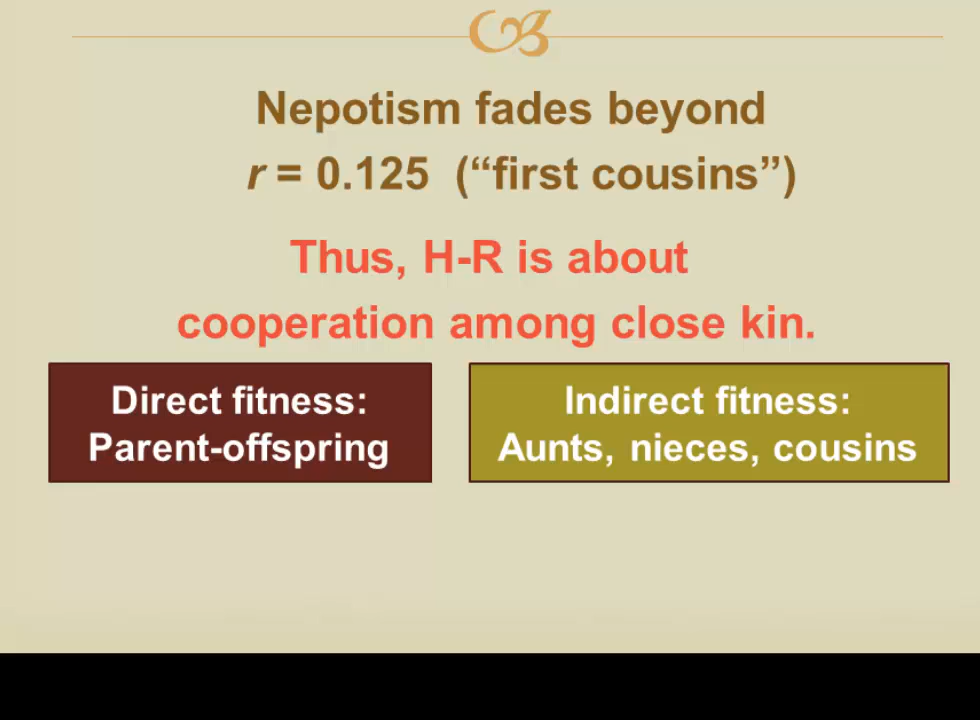 Nepotism fades beyond
r = 0.125 (“first cousins”)
Thus, H-R is about
cooperation among close kin.
Direct fitness:
Parent-offspring
Indirect fitness:
Aunts, nieces, cousins